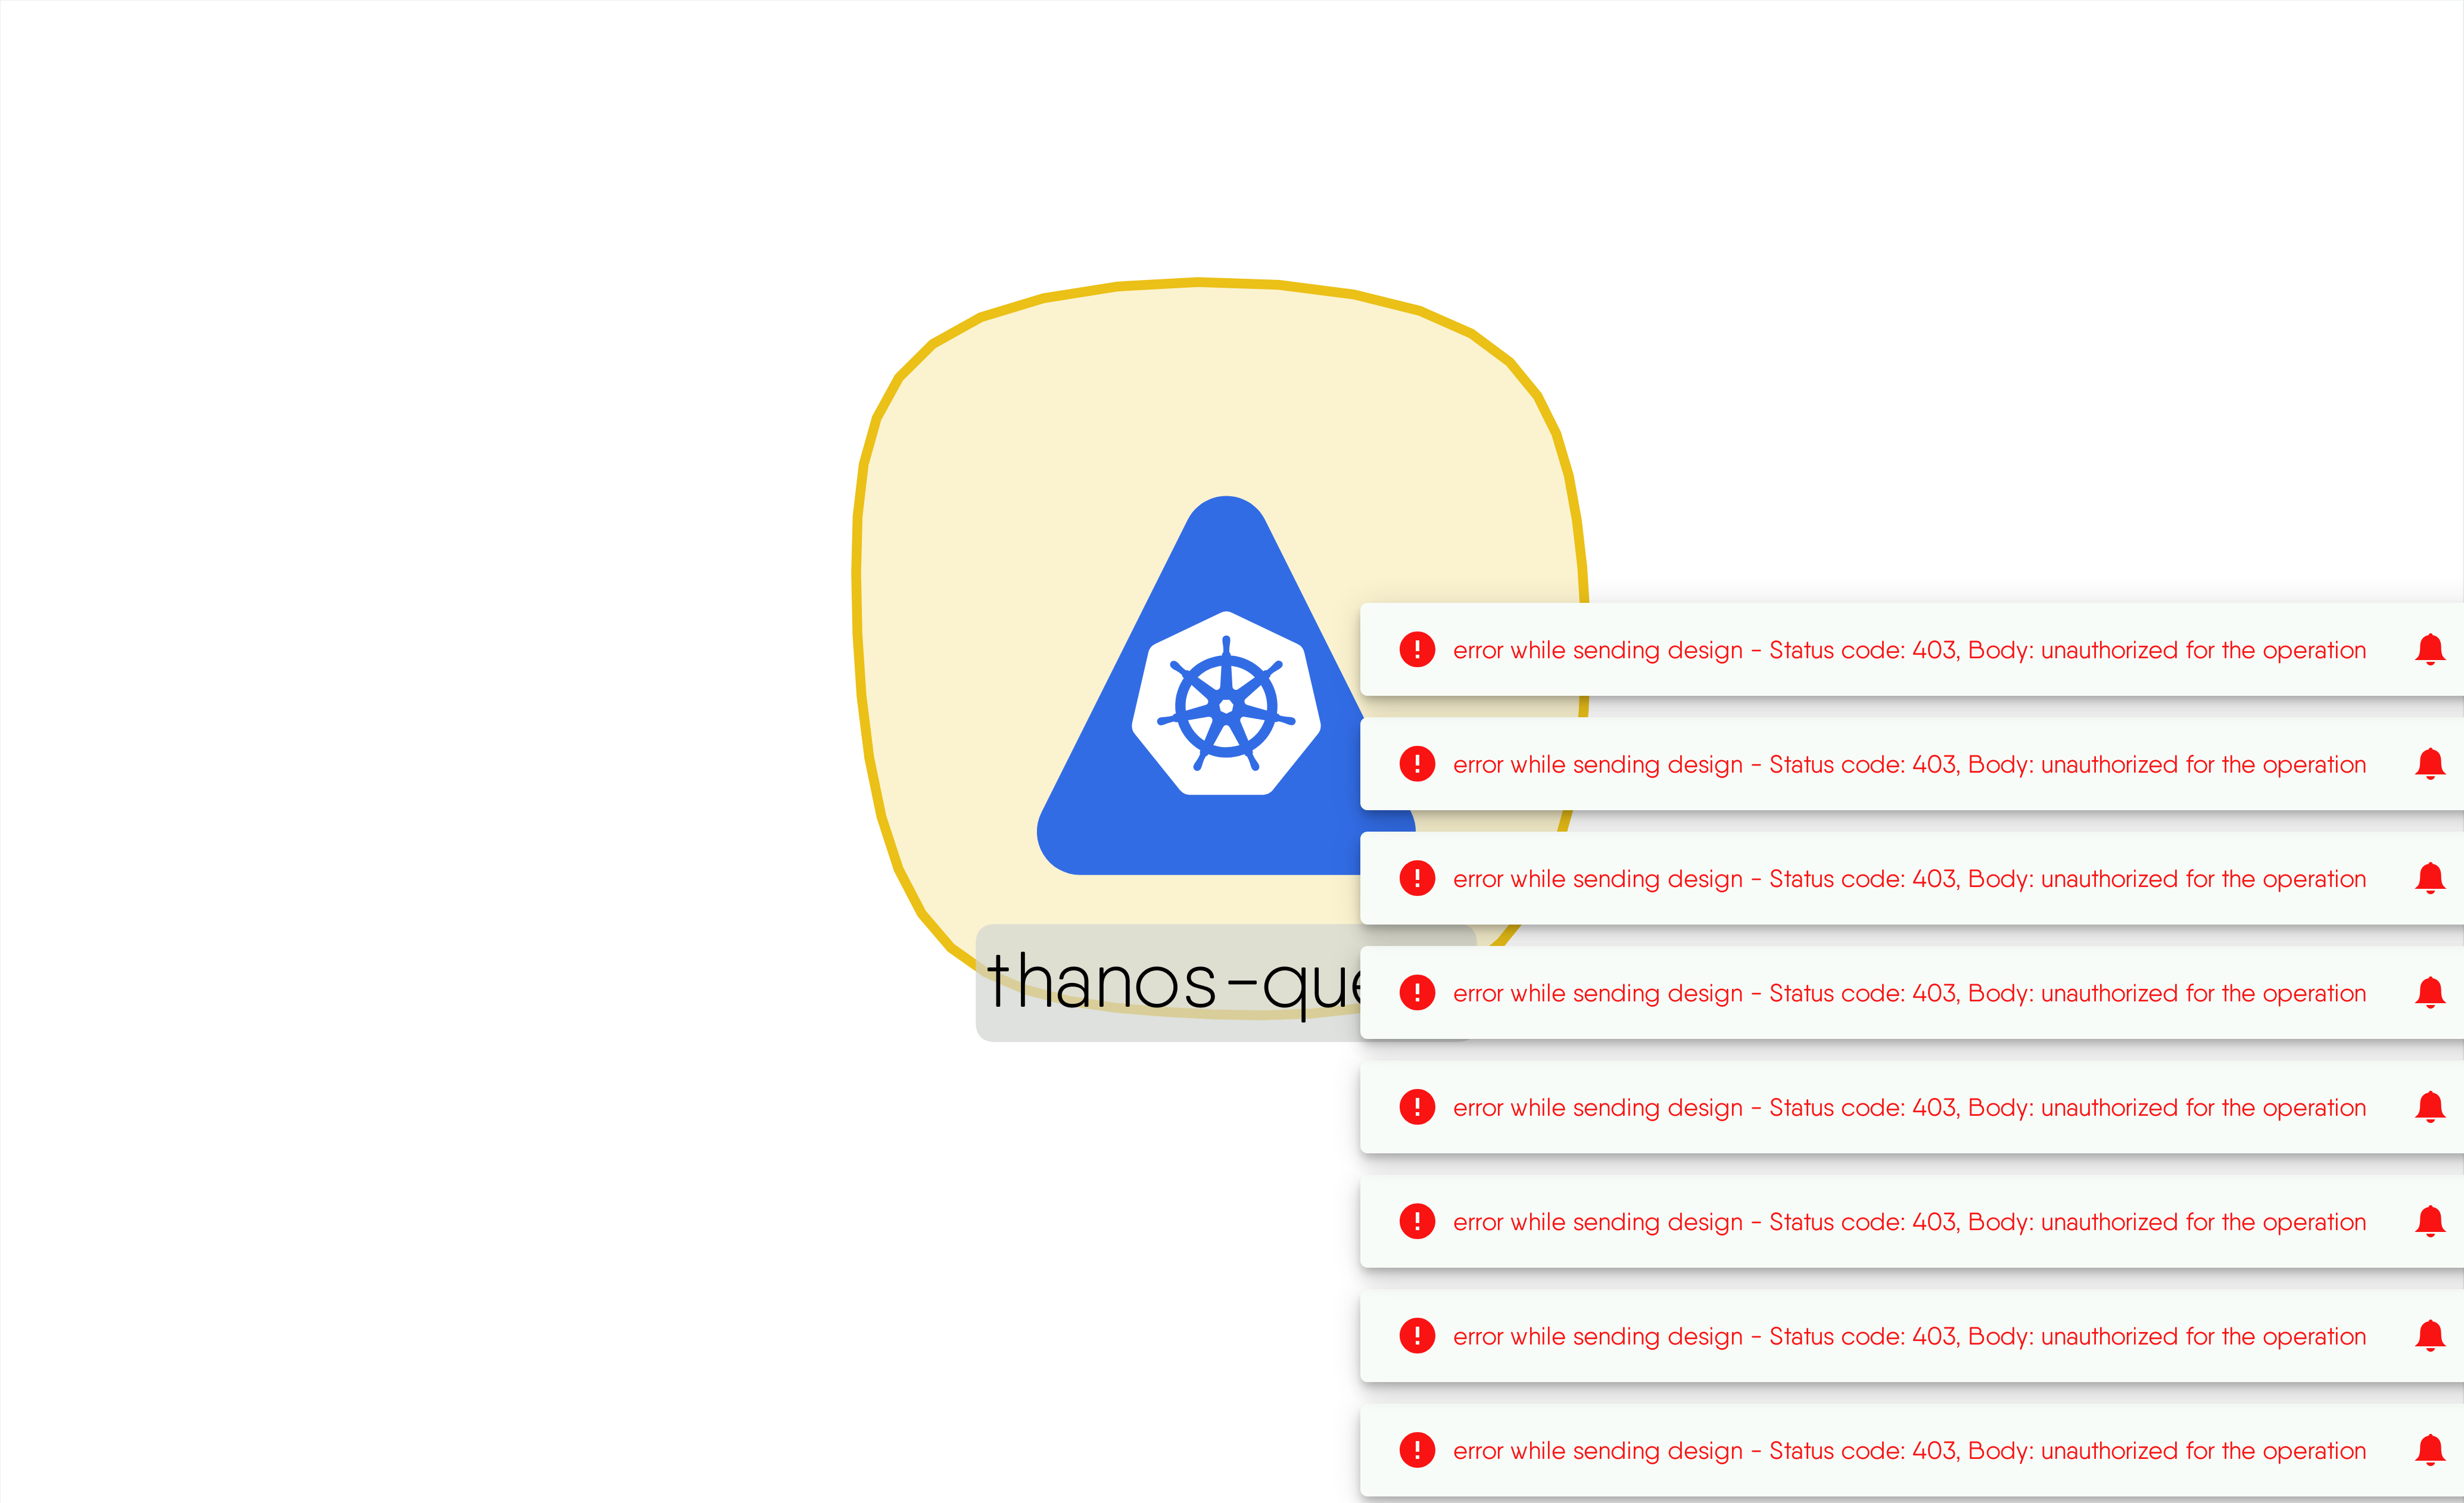 error while sending design - Status code: 403, Body: unauthorized for the operation
error while sending design - Status code: 403, Body: unauthorized for the operation
error while sending design - Status code: 403, Body: unauthorized for the operation
thanos-que
error while sending design - Status code: 403, Body: unauthorized for the operation
error while sending design - Status code: 403, Body: unauthorized for the operation
error while sending design - Status code: 403, Body: unauthorized for the operation
error while sending design - Status code: 403, Body: unauthorized for the operation
error while sending design - Status code: 403, Body: unauthorized for the operation